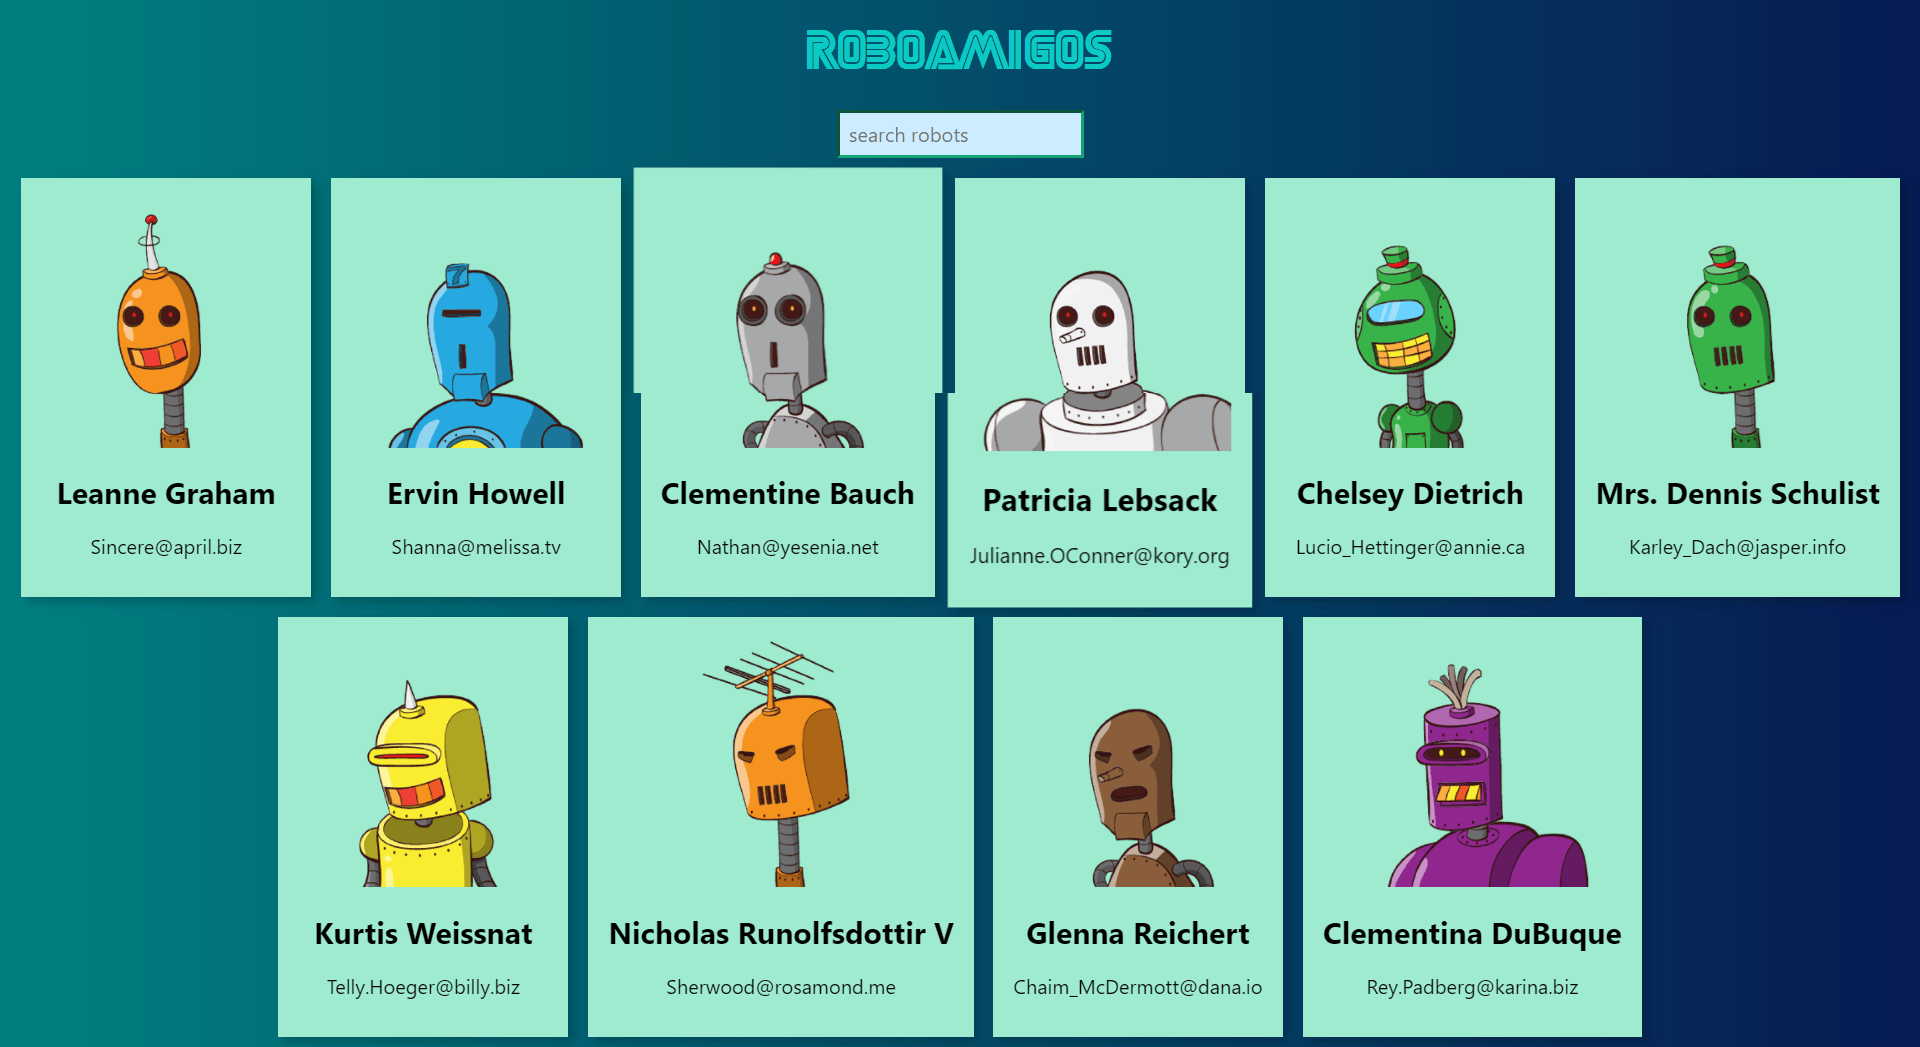 ROBOAMIGOS
search robots
Leanne Graham
Sincere@april.biz
7
Ervin Howell
Shanna@melissa.tv
Clementine Bauch
Nathan@yesenia.net
Patricia Lebsack
Julianne.OConner@kory.org
Chelsey Dietrich
Lucio_Hettinger@annie.ca
Mrs. Dennis Schulist
Karley_Dach@jasper.info
Kurtis Weissnat
Telly.Hoeger@billy.biz
Nicholas Runolfsdottir V
Sherwood@rosamond.me
Glenna Reichert
Chaim_McDermott@dana.io
Clementina DuBuque
Rey.Padberg@karina.biz